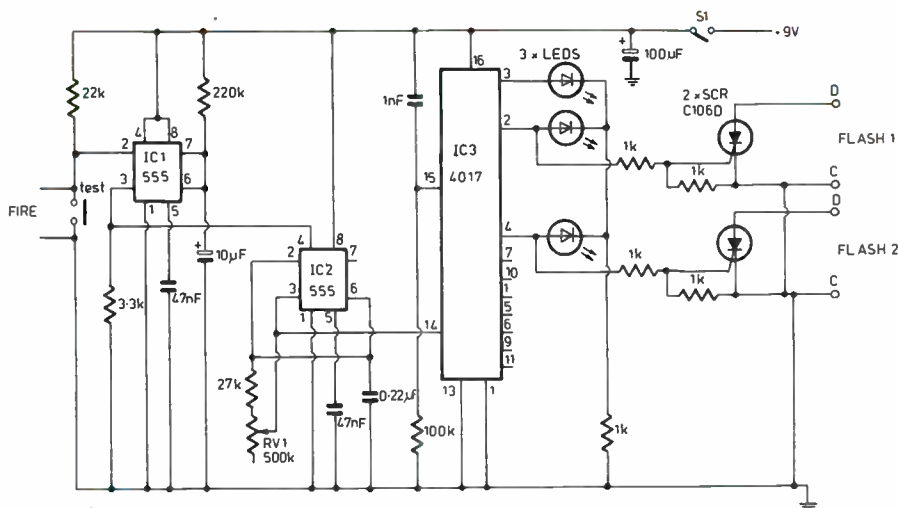 S1
+9V
+
100µF
3 x LEDS
16
3
2 x SCR
C106D
D
22k
220k
1nF
2
FLASH 1
4
8
2
7
IC1
555
IC3
4017
1k
C
3
6
15
1k
D
FIRE
test
1
5
4
+
10µF
4
8
7
2
IC2
555
7
1k
FLASH 2
10
1k
C
3.3k
47nF
3
6
1
5
1
5
14
6
9
11
27k
0·22µF
13
1
RV1
500k
47nF
100k
1k